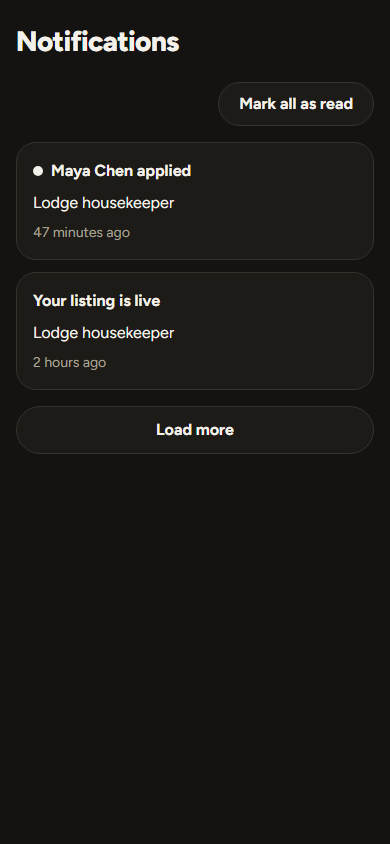 Notifications
Mark all as read
Maya Chen applied
Lodge housekeeper
47 minutes ago
Your listing is live
Lodge housekeeper
2 hours ago
Load more